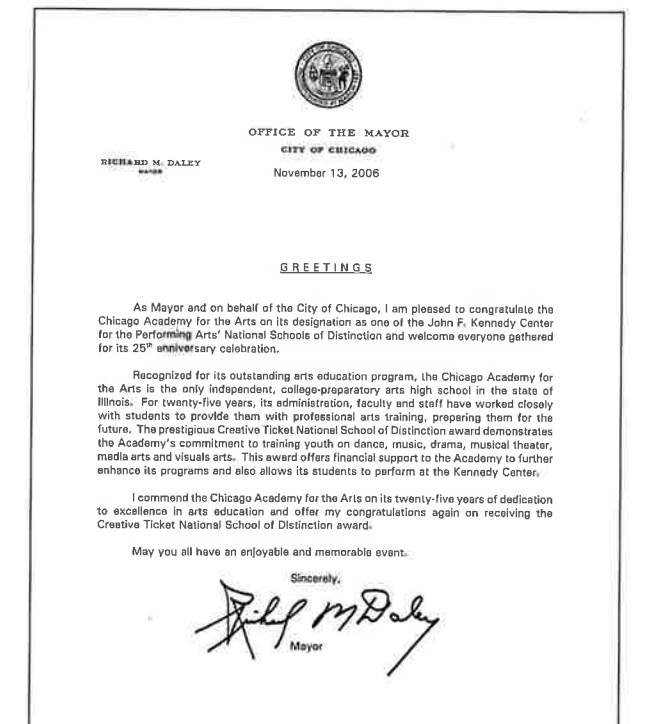 OFFICE OF THE MAYOR
CITY OF CHICAGO
RICHARD M. DALEY
MAYOR
November 13, 2006
GREETINGS
As Mayor and on behalf of the City of Chicago, I am pleased to congratulate the
Chicago Academy for the Arts on its designation as one of the John F. Kennedy Center
for the Performing Arts' National Schools of Distinction and welcome everyone gathered
for its 25th anniversary celebration.
Recognized for its outstanding arts education program, the Chicago Academy for
the Arts is the only independent, college-preparatory arts high school in the state of
Illinois. For twenty-five years, its administration, faculty and staff have worked closely
with students to provide them with professional arts training, preparing them for the
future. The prestigious Creative Ticket National School of Distinction award demonstrates
the Academy's commitment to training youth on dance, music, drama, musical theater,
media arts and visuals arts. This award offers financial support to the Academy to further
enhance its programs and also allows its students to perform at the Kennedy Center.
I commend the Chicago Academy for the Arts on its twenty-five years of dedication
to excellence in arts education and offer my congratulations again on receiving the
Creative Ticket National School of Distinction award.
May you all have an enjoyable and memorable event.
Sincerely,
Richard M Daley
Mayor